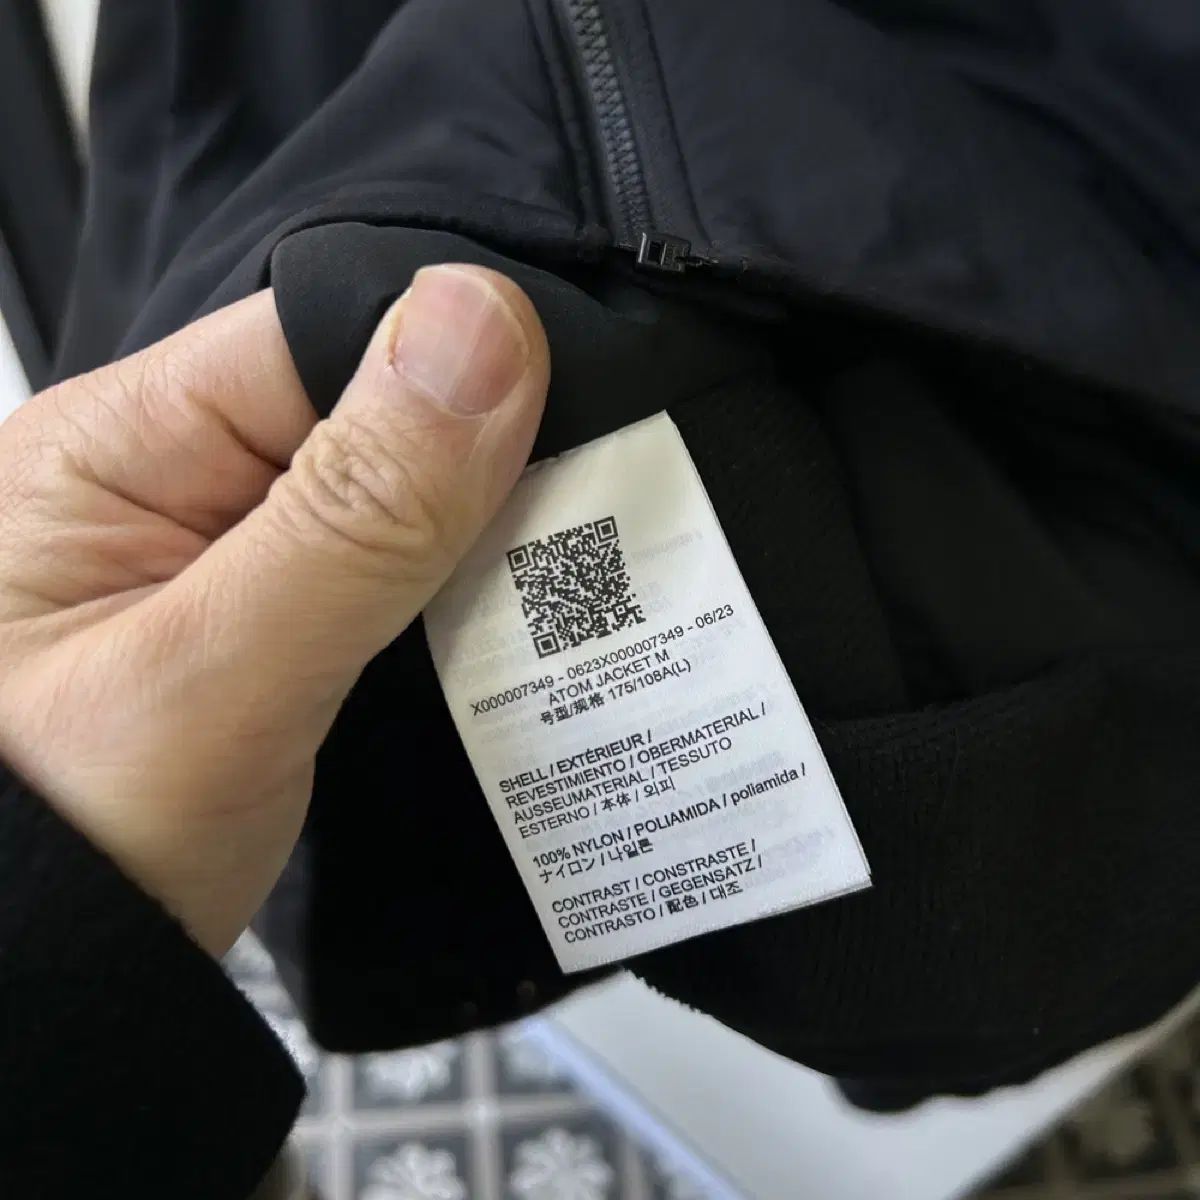 X000007349 - 0623X000007349 - 06/23
ATOM JACKET M
号型/规格 175/108A(L)
SHELL / EXTÉRIEUR /
REVESTIMIENTO / OBERMATERIAL /
AUSSEUMATERIAL / TESSUTO
ESTERNO / 本体 / 외피
100% NYLON / POLIAMIDA / poliamida /
ナイロン / 나일론
CONTRAST / CONSTRASTE /
CONTRASTE / GEGENSATZ /
CONTRASTO / 配色 / 대조